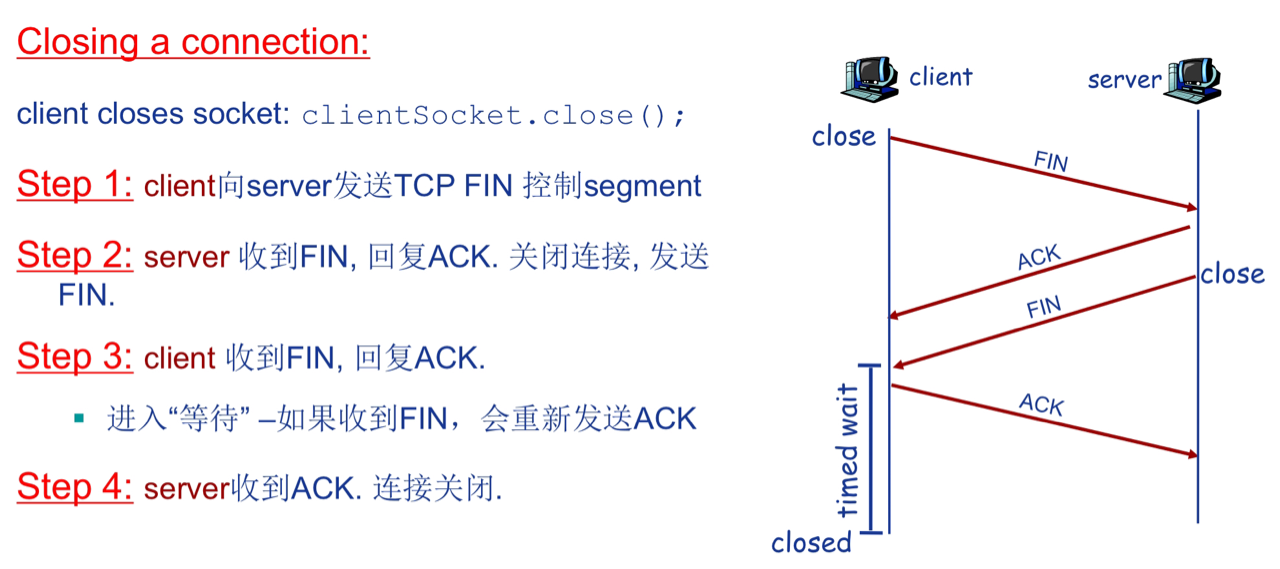 Closing a connection:
client closes socket: clientSocket.close();
Step 1: client向server发送TCP FIN 控制segment
Step 2: server 收到FIN, 回复ACK. 关闭连接, 发送
FIN.
Step 3: client 收到FIN, 回复ACK.
▪ 进入“等待” –如果收到FIN，会重新发送ACK
Step 4: server收到ACK. 连接关闭.
client
server
close
FIN
ACK
close
FIN
ACK
timed wait
closed